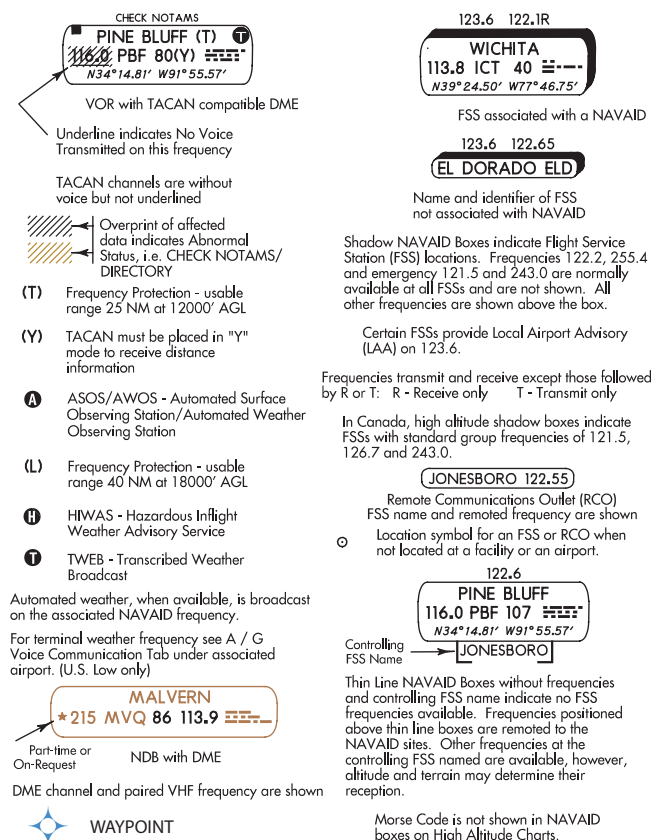 CHECK NOTAMS
PINE BLUFF (T) T
116.0 PBF 80(Y)
N34°14.81' W91°55.57'
VOR with TACAN compatible DME
Underline indicates No Voice
Transmitted on this frequency
TACAN channels are without
voice but not underlined
Overprint of affected
data indicates Abnormal
Status, i.e. CHECK NOTAMS/
DIRECTORY
(T) Frequency Protection - usable
range 25 NM at 12000' AGL
(Y) TACAN must be placed in "Y"
mode to receive distance
information
A ASOS/AWOS - Automated Surface
Observing Station/Automated Weather
Observing Station
(L) Frequency Protection - usable
range 40 NM at 18000' AGL
H HIWAS - Hazardous Inflight
Weather Advisory Service
T TWEB - Transcribed Weather
Broadcast
Automated weather, when available, is broadcast
on the associated NAVAID frequency.
For terminal weather frequency see A / G
Voice Communication Tab under associated
airport. (U.S. Low only)
MALVERN
215 MVQ 86 113.9
Part-time or
On-Request
NDB with DME
DME channel and paired VHF frequency are shown
WAYPOINT
123.6 122.1R
WICHITA
113.8 ICT 40
N39°24.50' W77°46.75'
FSS associated with a NAVAID
123.6 122.65
EL DORADO ELD
Name and identifier of FSS
not associated with NAVAID
Shadow NAVAID Boxes indicate Flight Service
Station (FSS) locations. Frequencies 122.2, 255.4
and emergency 121.5 and 243.0 are normally
available at all FSSs and are not shown. All
other frequencies are shown above the box.
Certain FSSs provide Local Airport Advisory
(LAA) on 123.6.
Frequencies transmit and receive except those followed
by R or T: R - Receive only T - Transmit only
In Canada, high altitude shadow boxes indicate
FSSs with standard group frequencies of 121.5,
126.7 and 243.0.
JONESBORO 122.55
Remote Communications Outlet (RCO)
FSS name and remoted frequency are shown
Location symbol for an FSS or RCO when
not located at a facility or an airport.
122.6
PINE BLUFF
116.0 PBF 107
N34°14.81' W91°55.57'
Controlling
FSS Name
JONESBORO
Thin Line NAVAID Boxes without frequencies
and controlling FSS name indicate no FSS
frequencies available. Frequencies positioned
above thin line boxes are remoted to the
NAVAID sites. Other frequencies at the
controlling FSS named are available, however,
altitude and terrain may determine their
reception.
Morse Code is not shown in NAVAID
boxes on High Altitude Charts.